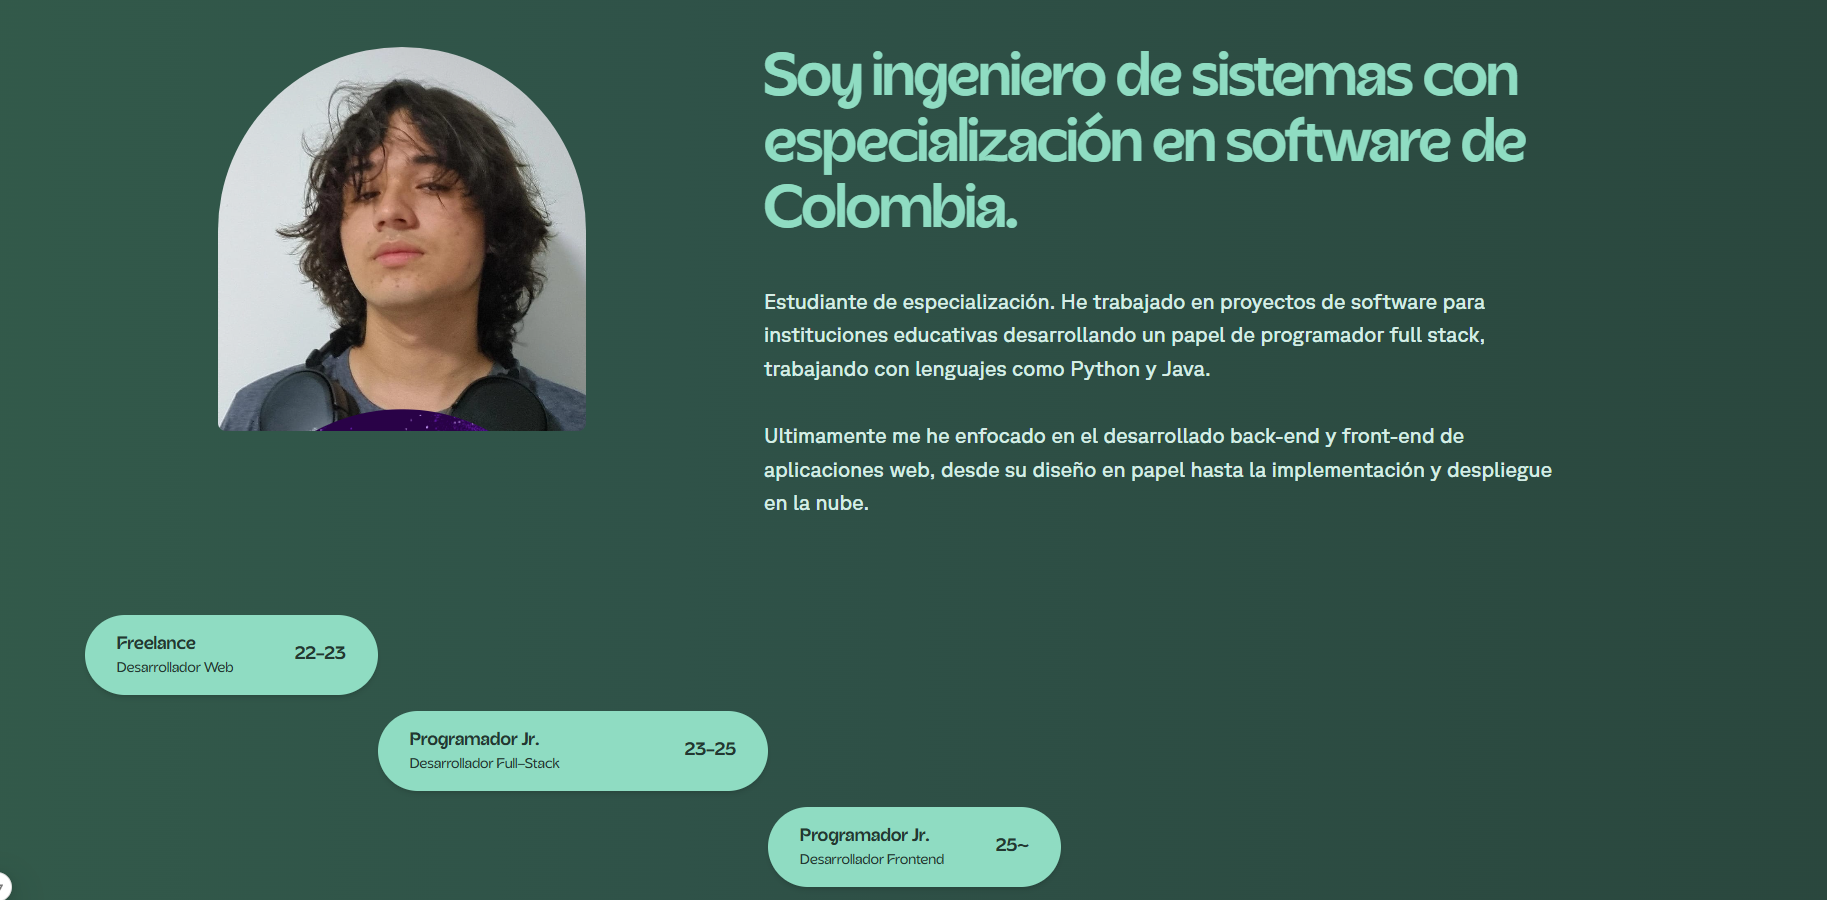 Soy ingeniero de sistemas con
especialización en software de
Colombia.
Estudiante de especialización. He trabajado en proyectos de software para
instituciones educativas desarrollando un papel de programador full stack,
trabajando con lenguajes como Python y Java.
Ultimamente me he enfocado en el desarrollado back-end y front-end de
aplicaciones web, desde su diseño en papel hasta la implementación y despliegue
en la nube.
Freelance
Desarrollador Web
22-23
Programador Jr.
Desarrollador Full-Stack
23-25
Programador Jr.
Desarrollador Frontend
25~